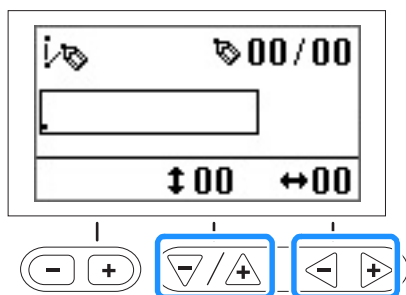 00/00
↕00 ↔00
- + - / + - +